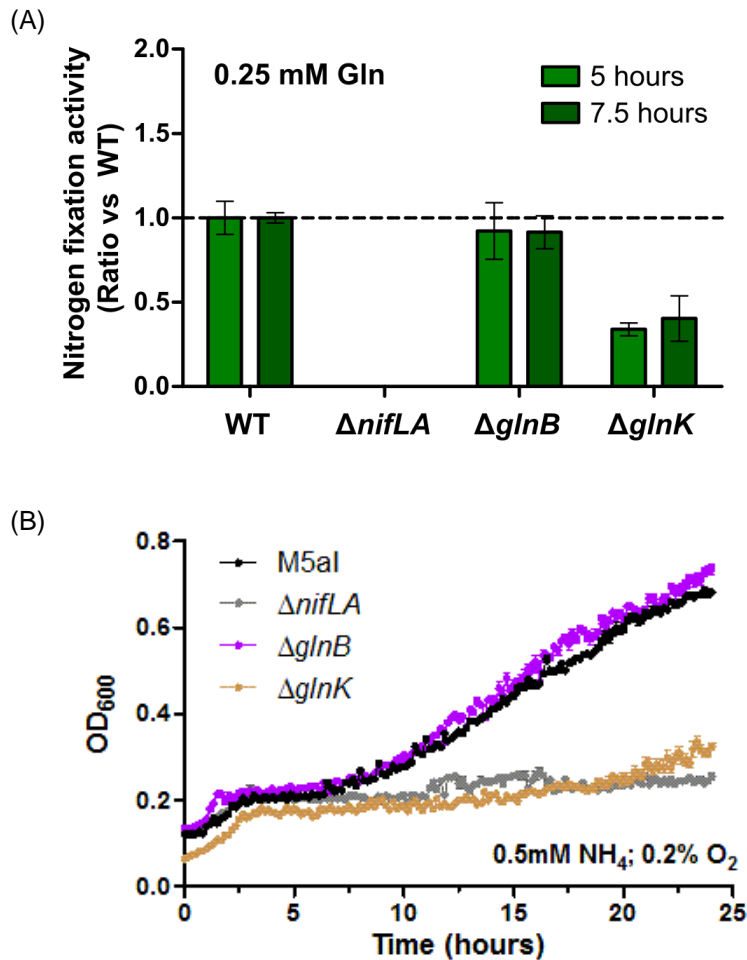 (A)
Nitrogen fixation activity
(Ratio vs WT)
2.0
1.5
1.0
0.5
0.0
0.25 mM Gln
5 hours
7.5 hours
WT
ΔnifLA
ΔglnB
ΔglnK
(B)
OD600
0.8
0.6
0.4
0.2
0.0
M5al
ΔnifLA
ΔglnB
ΔglnK
0.5mM NH4; 0.2% O2
0
5
10
15
20
25
Time (hours)